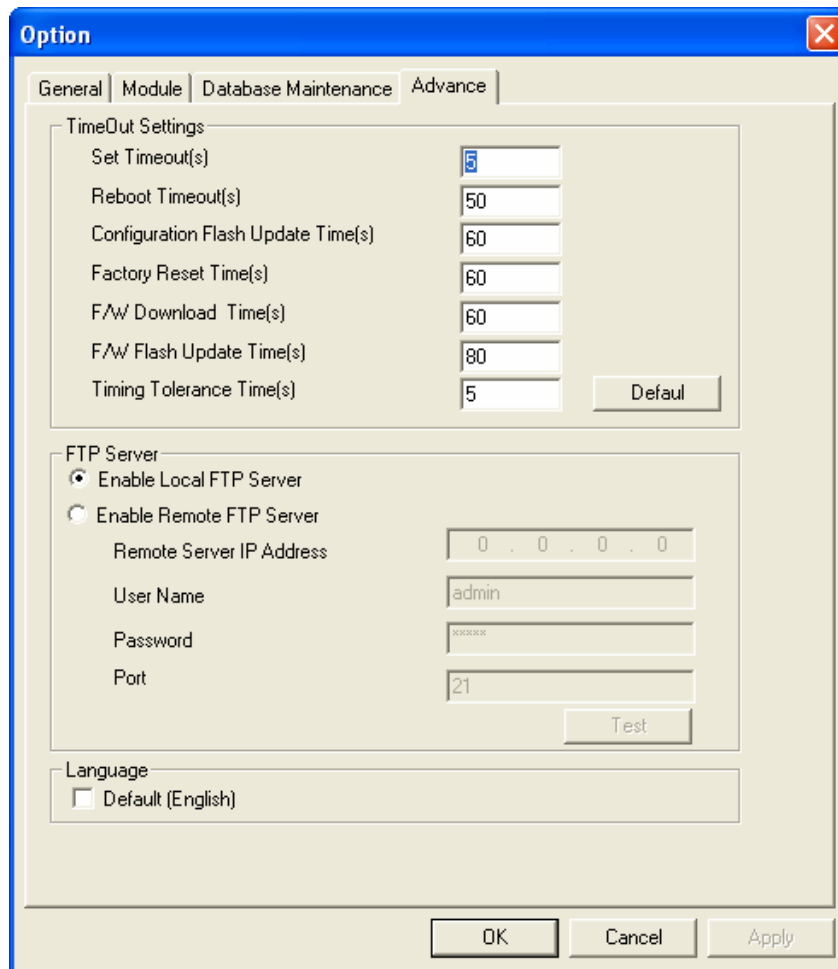 Option
General Module Database Maintenance Advance
TimeOut Settings
Set Timeout(s) 5
Reboot Timeout(s) 50
Configuration Flash Update Time(s) 60
Factory Reset Time(s) 60
F/W Download Time(s) 60
F/W Flash Update Time(s) 80
Timing Tolerance Time(s) 5 Defaul
FTP Server
Enable Local FTP Server
Enable Remote FTP Server
Remote Server IP Address 0 . 0 . 0 . 0
User Name admin
Password *****
Port 21
Test
Language
Default (English)
OK Cancel Apply